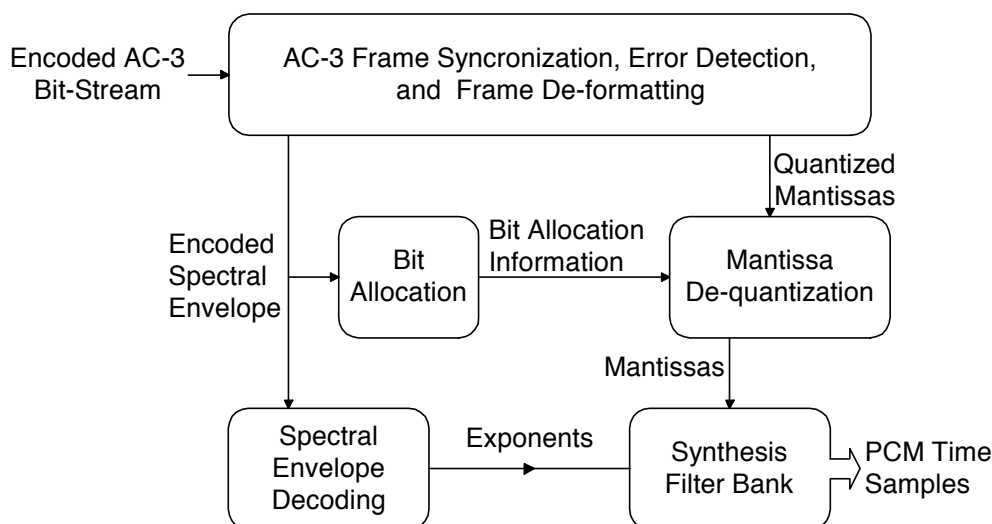 Encoded AC-3
Bit-Stream
AC-3 Frame Syncronization, Error Detection,
and Frame De-formatting
Quantized
Mantissas
Encoded
Spectral
Envelope
Bit
Allocation
Bit Allocation
Information
Mantissa
De-quantization
Mantissas
Spectral
Envelope
Decoding
Exponents
Synthesis
Filter Bank
PCM Time
Samples